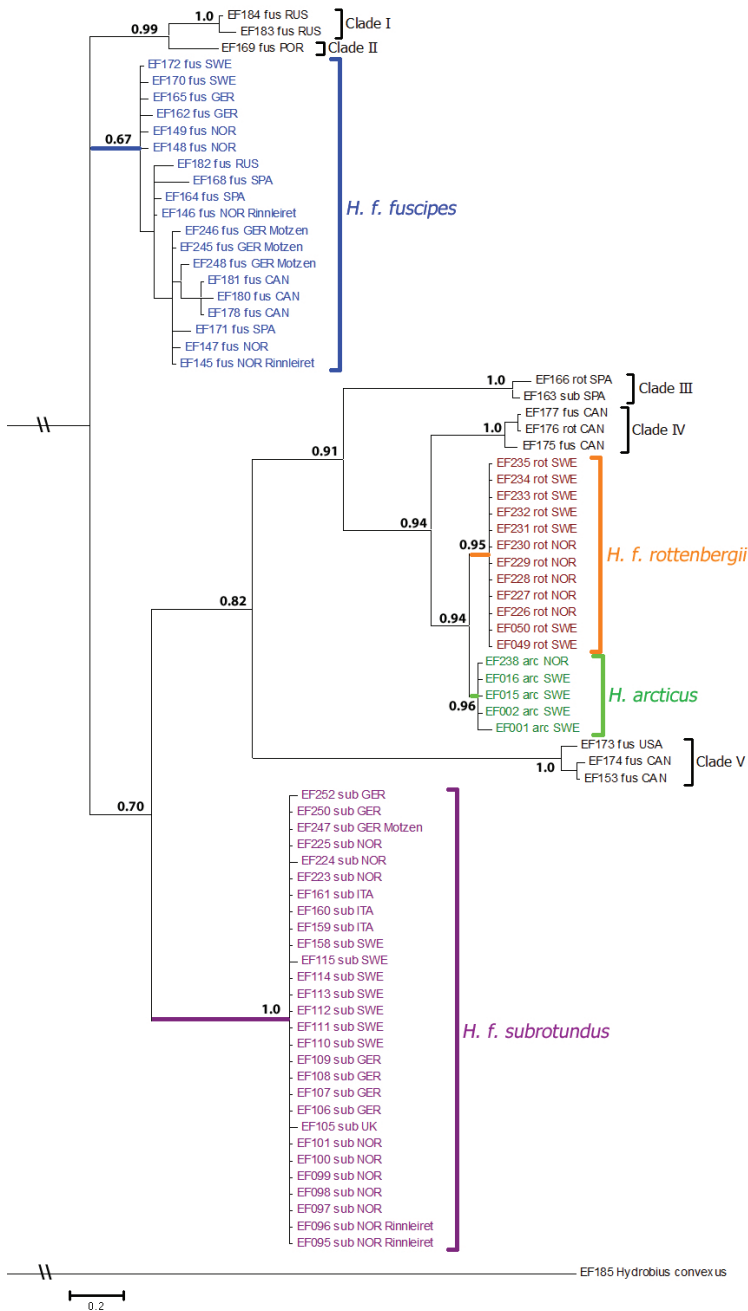 EF184 fus RUS
1.0
Clade I
EF183 fus RUS
0.99
EF169 fus POR
Clade II
EF172 fus SWE
EF170 fus SWE
EF165 fus GER
EF162 fus GER
EF149 fus NOR
0.67
EF148 fus NOR
EF182 fus RUS
EF168 fus SPA
EF164 fus SPA
H. f. fuscipes
EF146 fus NOR Rinnleiret
EF246 fus GER Motzen
EF245 fus GER Motzen
EF248 fus GER Motzen
EF181 fus CAN
EF180 fus CAN
EF178 fus CAN
EF171 fus SPA
EF147 fus NOR
EF145 fus NOR Rinnleiret
1.0
EF166 rot SPA
Clade III
EF163 sub SPA
EF177 fus CAN
1.0
EF176 rot CAN
Clade IV
EF175 fus CAN
0.91
EF235 rot SWE
EF234 rot SWE
EF233 rot SWE
EF232 rot SWE
0.94
EF231 rot SWE
0.95
EF230 rot NOR
H. f. rottenbergii
EF229 rot NOR
EF228 rot NOR
EF227 rot NOR
EF226 rot NOR
0.94
EF050 rot SWE
EF049 rot SWE
0.82
EF238 arc NOR
EF016 arc SWE
EF015 arc SWE
H. arcticus
0.96
EF002 arc SWE
EF001 arc SWE
EF173 fus USA
EF174 fus CAN
Clade V
1.0
EF153 fus CAN
0.70
EF252 sub GER
EF250 sub GER
EF247 sub GER Motzen
EF225 sub NOR
EF224 sub NOR
EF223 sub NOR
EF161 sub ITA
EF160 sub ITA
EF159 sub ITA
EF158 sub SWE
EF115 sub SWE
EF114 sub SWE
EF113 sub SWE
1.0
EF112 sub SWE
EF111 sub SWE
H. f. subrotundus
EF110 sub SWE
EF109 sub GER
EF108 sub GER
EF107 sub GER
EF106 sub GER
EF105 sub UK
EF101 sub NOR
EF100 sub NOR
EF099 sub NOR
EF098 sub NOR
EF097 sub NOR
EF096 sub NOR Rinnleiret
EF095 sub NOR Rinnleiret
EF185 Hydrobius convexus
0.2